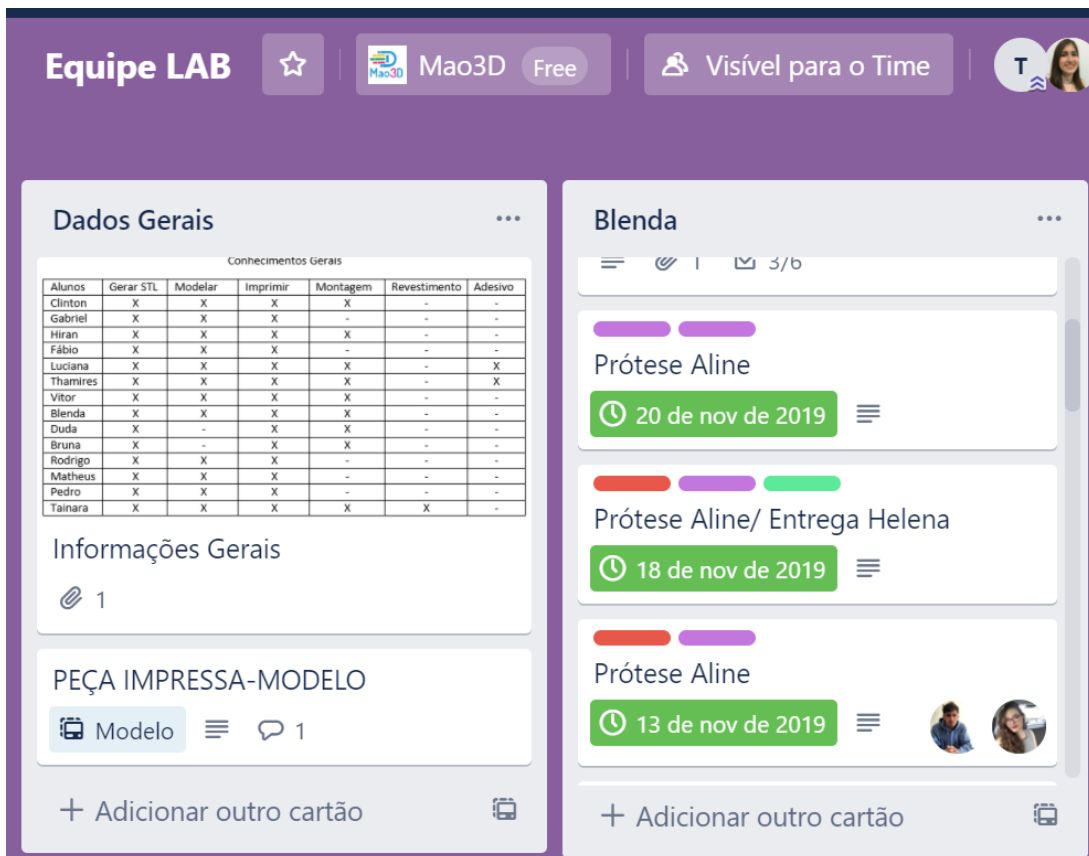 Equipe LAB
Mao3D
Mao3D Free
Visível para o Time
T
Dados Gerais
Conhecimentos Gerais
Alunos Gerar STL Modelar Imprimir Montagem Revestimento Adesivo
Clinton X X X X - -
Gabriel X X X - - -
Hiran X X X X - -
Fábio X X X - - -
Luciana X X X X - X
Thamires X X X X - X
Vitor X X X X - -
Blenda X X X X - -
Duda X - X X - -
Bruna X - X X - -
Rodrigo X X X - - -
Matheus X X X - - -
Pedro X X X - - -
Tainara X X X X X -
Informações Gerais
1
PEÇA IMPRESSA-MODELO
Modelo 1
+ Adicionar outro cartão
Blenda
1 3/6
Prótese Aline
20 de nov de 2019
Prótese Aline/ Entrega Helena
18 de nov de 2019
Prótese Aline
13 de nov de 2019
+ Adicionar outro cartão